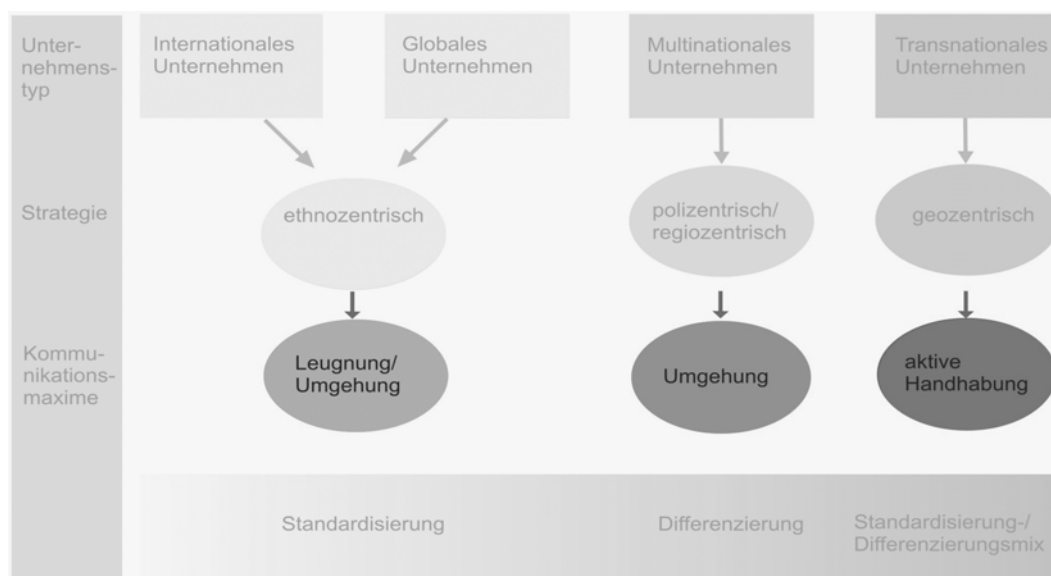 Unter-
nehmens-
typ
Internationales
Unternehmen
Globales
Unternehmen
Multinationales
Unternehmen
Transnationales
Unternehmen
Strategie
ethnozentrisch
polizentrisch/
regiozentrisch
geozentrisch
Kommu-
nikations-
maxime
Leugnung/
Umgehung
Umgehung
aktive
Handhabung
Standardisierung
Differenzierung
Standardisierung-/
Differenzierungsmix